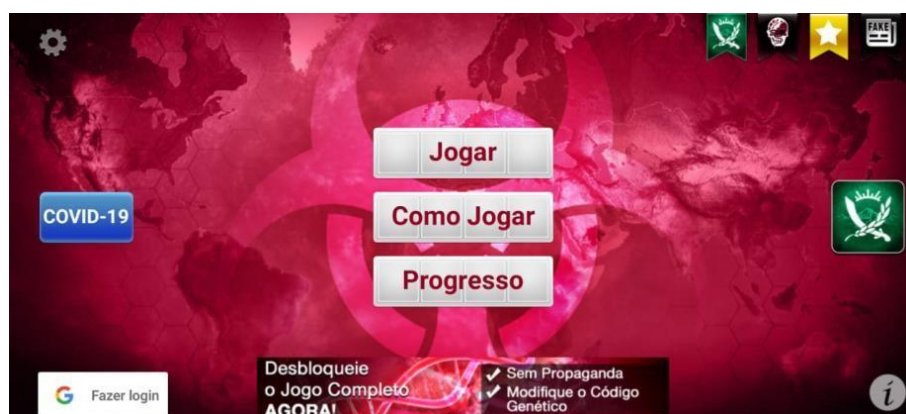 FAKE
Jogar
COVID-19
Como Jogar
Progresso
G Fazer login
Desbloqueie
o Jogo Completo
AGORA!
✓ Sem Propaganda
✓ Modifique o Código
Genético
i